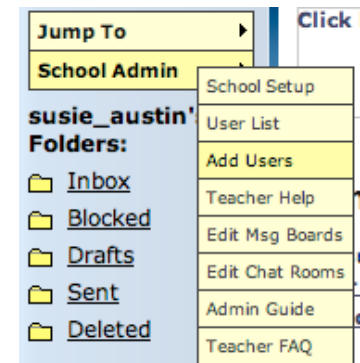 Click
Jump To
School Admin
School Setup
User List
Add Users
Teacher Help
Edit Msg Boards
Edit Chat Rooms
Admin Guide
Teacher FAQ
susie_austin'
Folders:
Inbox
Blocked
Drafts
Sent
Deleted